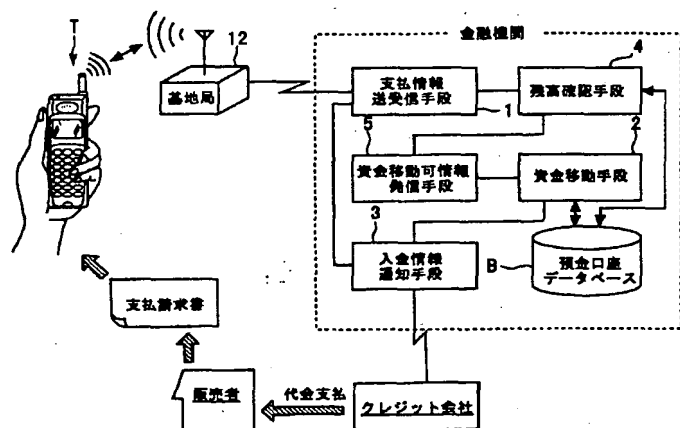 金融機関
T
12
基地局
支払情報
送受信手段
1
4
残高確認手段
5
資金移動可情報
発信手段
2
資金移動手段
3
入金情報
通知手段
B
預金口座
データベース
支払請求書
販売者
代金支払
クレジット会社